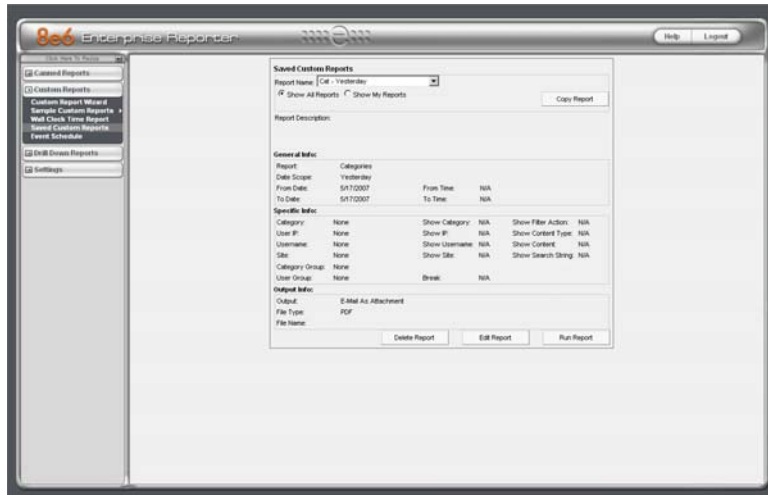 8e6 Enterprise Reporter
Help Logout
Click Here To Pause
Canned Reports
Custom Reports
Custom Report Wizard
Sample Custom Reports
Wall Clock Time Report
Saved Custom Reports
Event Schedule
Drill Down Reports
Settings
Saved Custom Reports
Report Name: Cat - Yesterday
Show All Reports Show My Reports
Copy Report
Report Description:
General Info:
Report: Categories
Date Scope: Yesterday
From Date: 5/17/2007 From Time: N/A
To Date: 5/17/2007 To Time: N/A
Specific Info:
Category: None Show Category: N/A Show Filter Action: N/A
User IP: None Show IP: N/A Show Content Type: N/A
Username: None Show Username: N/A Show Content: N/A
Site: None Show Site: N/A Show Search String: N/A
Category Group: None
User Group: None Break: N/A
Output Info:
Output: E-Mail As Attachment
File Type: PDF
File Name:
Delete Report Edit Report Run Report